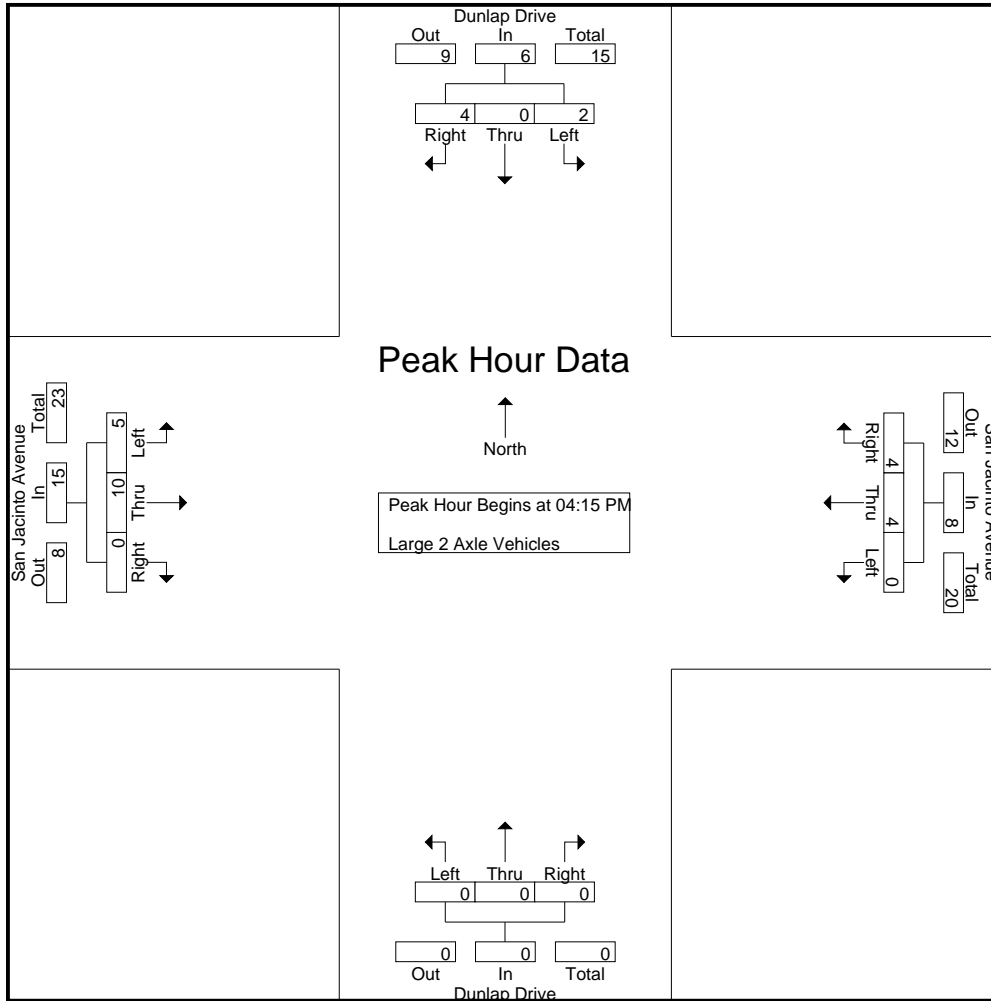 Dunlap Drive
Out In Total
9 6 15
4 0 2
Right Thru Left
Peak Hour Data
North
Peak Hour Begins at 04:15 PM
Large 2 Axle Vehicles
San Jacinto Avenue
Total In Out
23 15 8
5 10 0
Left Thru Right
San Jacinto Avenue
Out In Total
12 8 20
4 4 0
Right Thru Left
Left Thru Right
0 0 0
0 0 0
Out In Total
Dunlap Drive